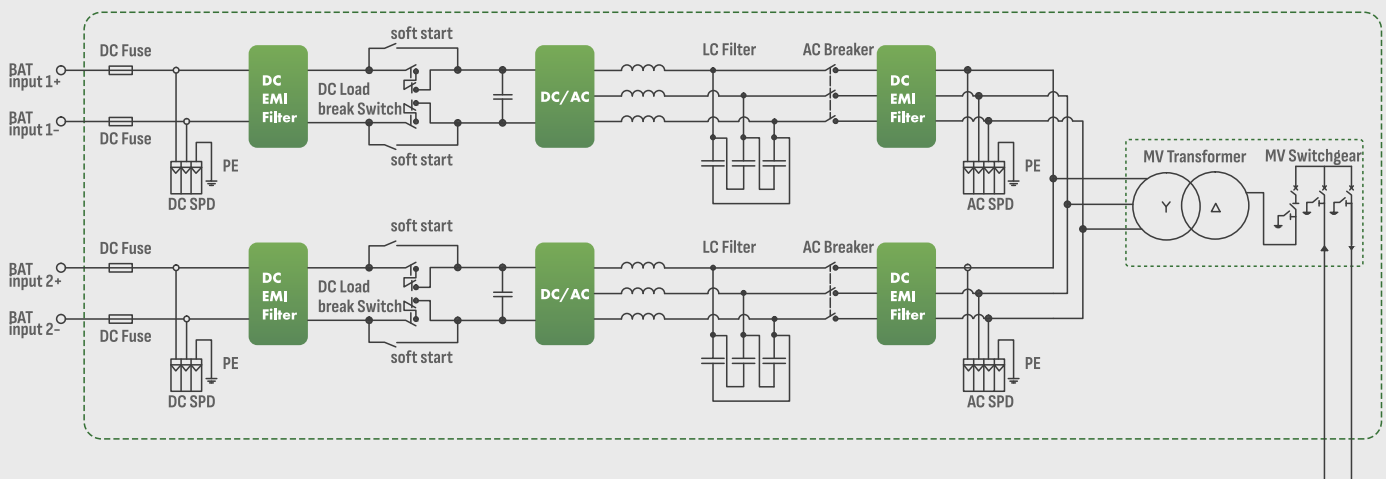 soft start
DC Fuse
LC Filter
AC Breaker
BAT
input 1+
DC
EMI
Filter
DC Load
break Switch
DC/AC
DC
EMI
Filter
BAT
input 1-
DC Fuse
soft start
PE
DC SPD
PE
AC SPD
MV Transformer
MV Switchgear
Y
Δ
soft start
DC Fuse
LC Filter
AC Breaker
BAT
input 2+
DC
EMI
Filter
DC Load
break Switch
DC/AC
DC
EMI
Filter
BAT
input 2-
DC Fuse
soft start
PE
DC SPD
PE
AC SPD